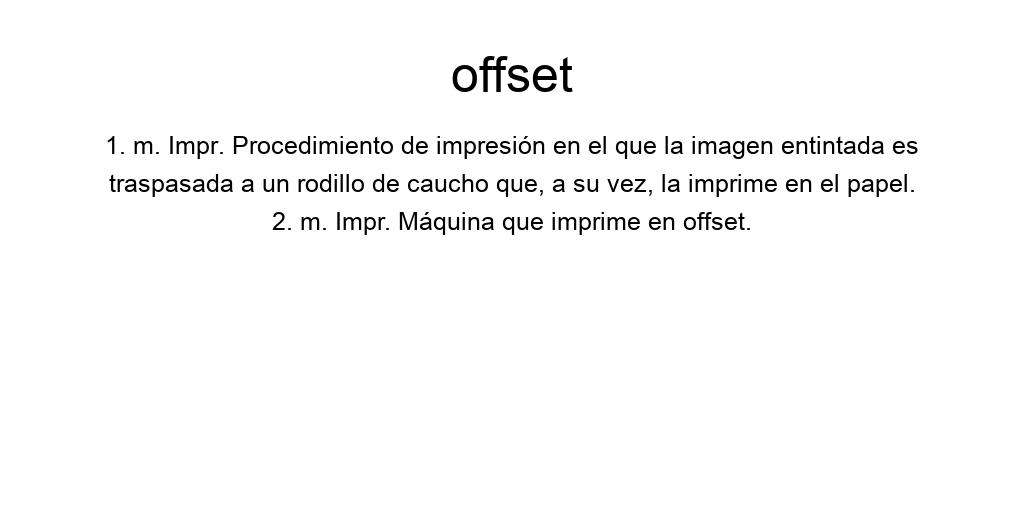 offset
1. m. Impr. Procedimiento de impresión en el que la imagen entintada es
traspasada a un rodillo de caucho que, a su vez, la imprime en el papel.
2. m. Impr. Máquina que imprime en offset.